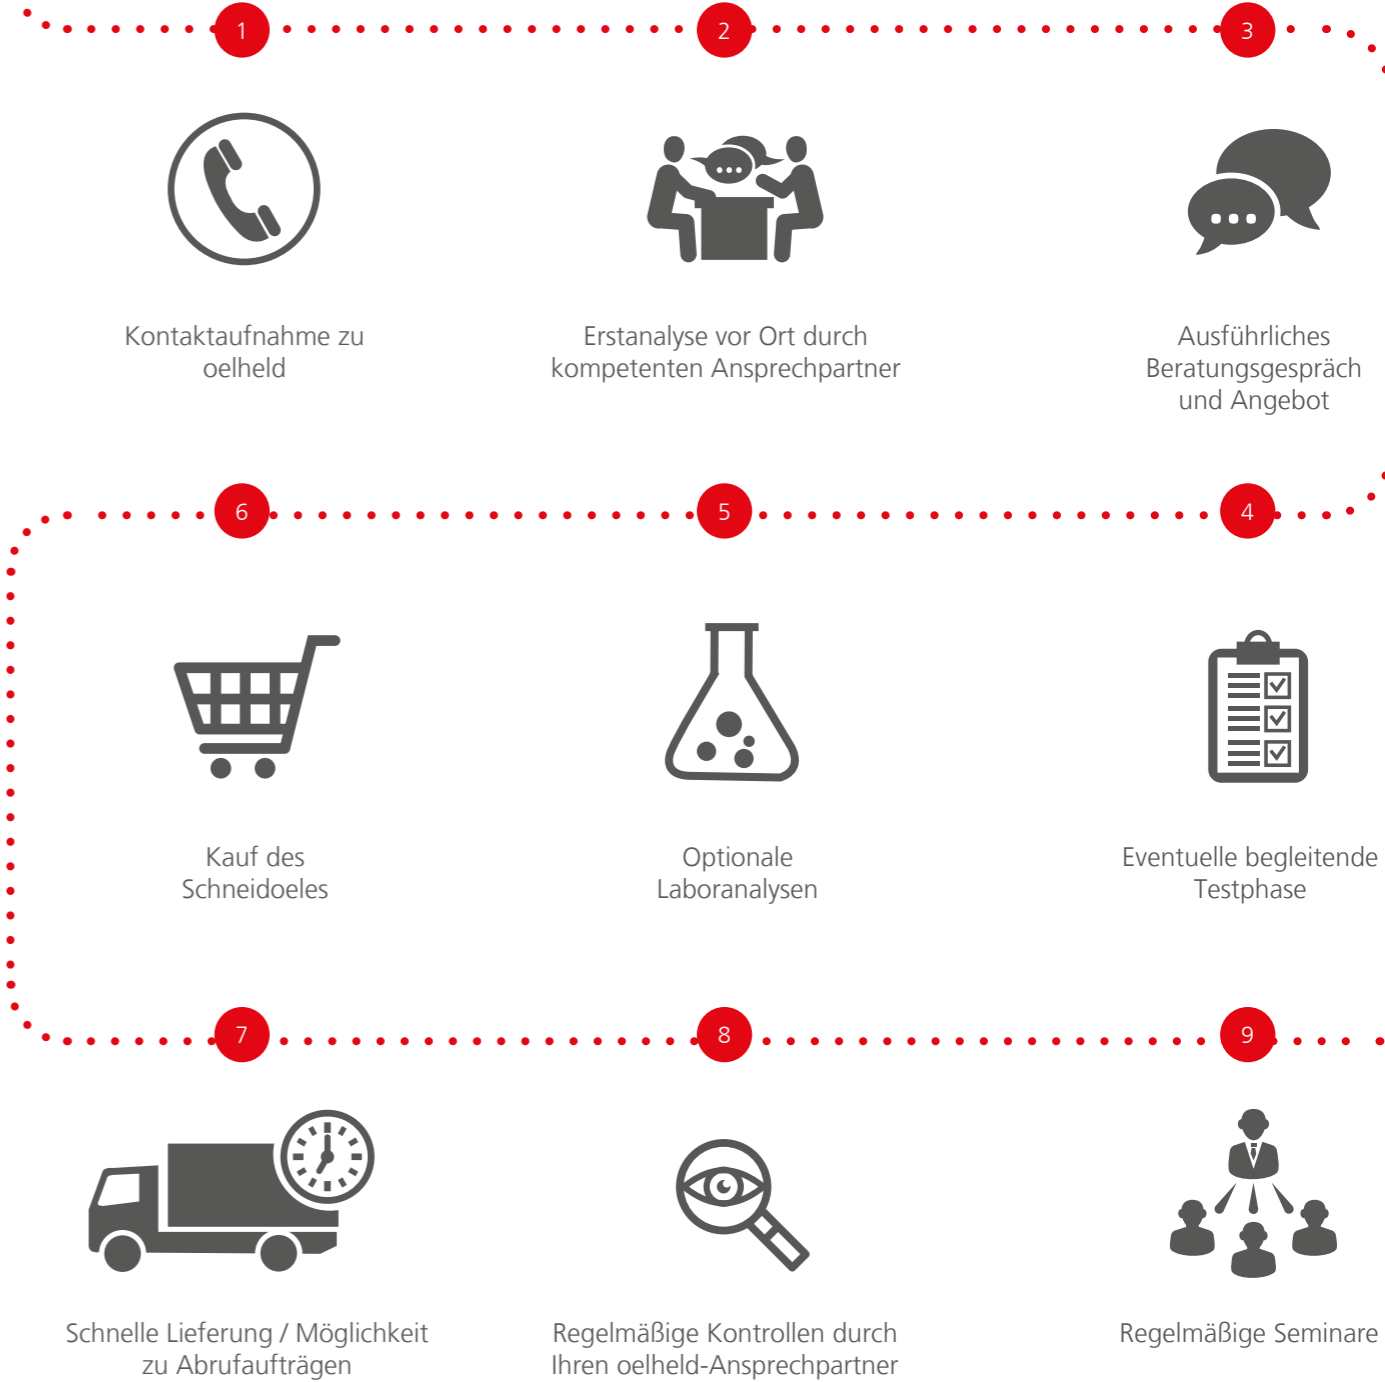 1
Kontaktaufnahme zu
oelheld
2
Erstanalyse vor Ort durch
kompetenten Ansprechpartner
3
Ausführliches
Beratungsgespräch
und Angebot
4
Eventuelle begleitende
Testphase
5
Optionale
Laboranalysen
6
Kauf des
Schneidoeles
7
Schnelle Lieferung / Möglichkeit
zu Abrufaufträgen
8
Regelmäßige Kontrollen durch
Ihren oelheld-Ansprechpartner
9
Regelmäßige Seminare